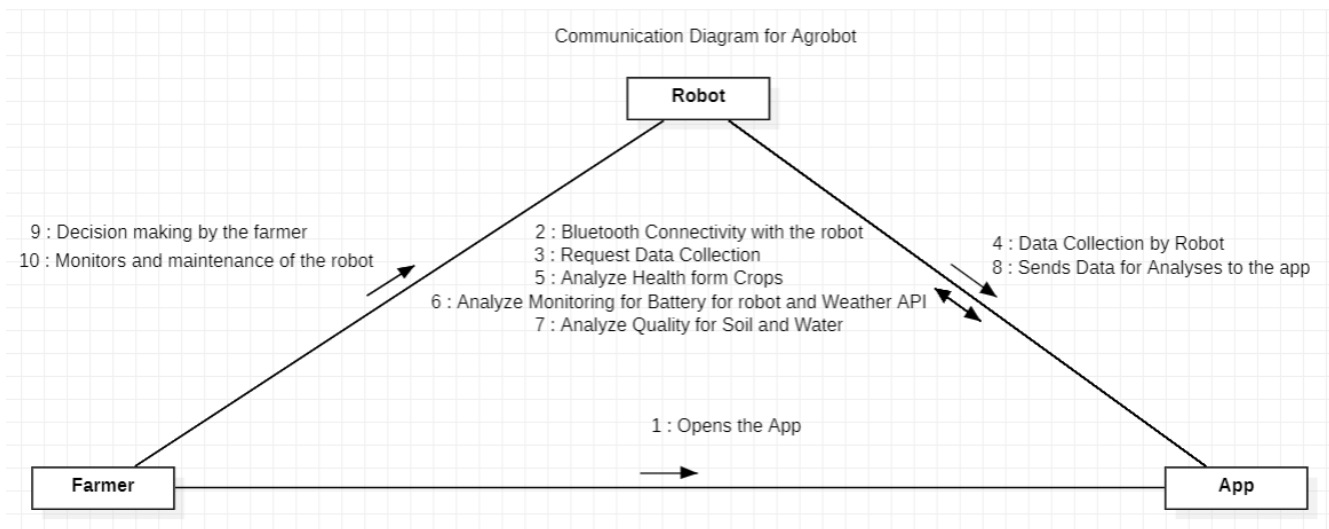 Communication Diagram for Agrobot
Robot
9 : Decision making by the farmer
10 : Monitors and maintenance of the robot
2 : Bluetooth Connectivity with the robot
3 : Request Data Collection
5 : Analyze Health form Crops
6 : Analyze Monitoring for Battery for robot and Weather API
7 : Analyze Quality for Soil and Water
4 : Data Collection by Robot
8 : Sends Data for Analyses to the app
1 : Opens the App
Farmer
App